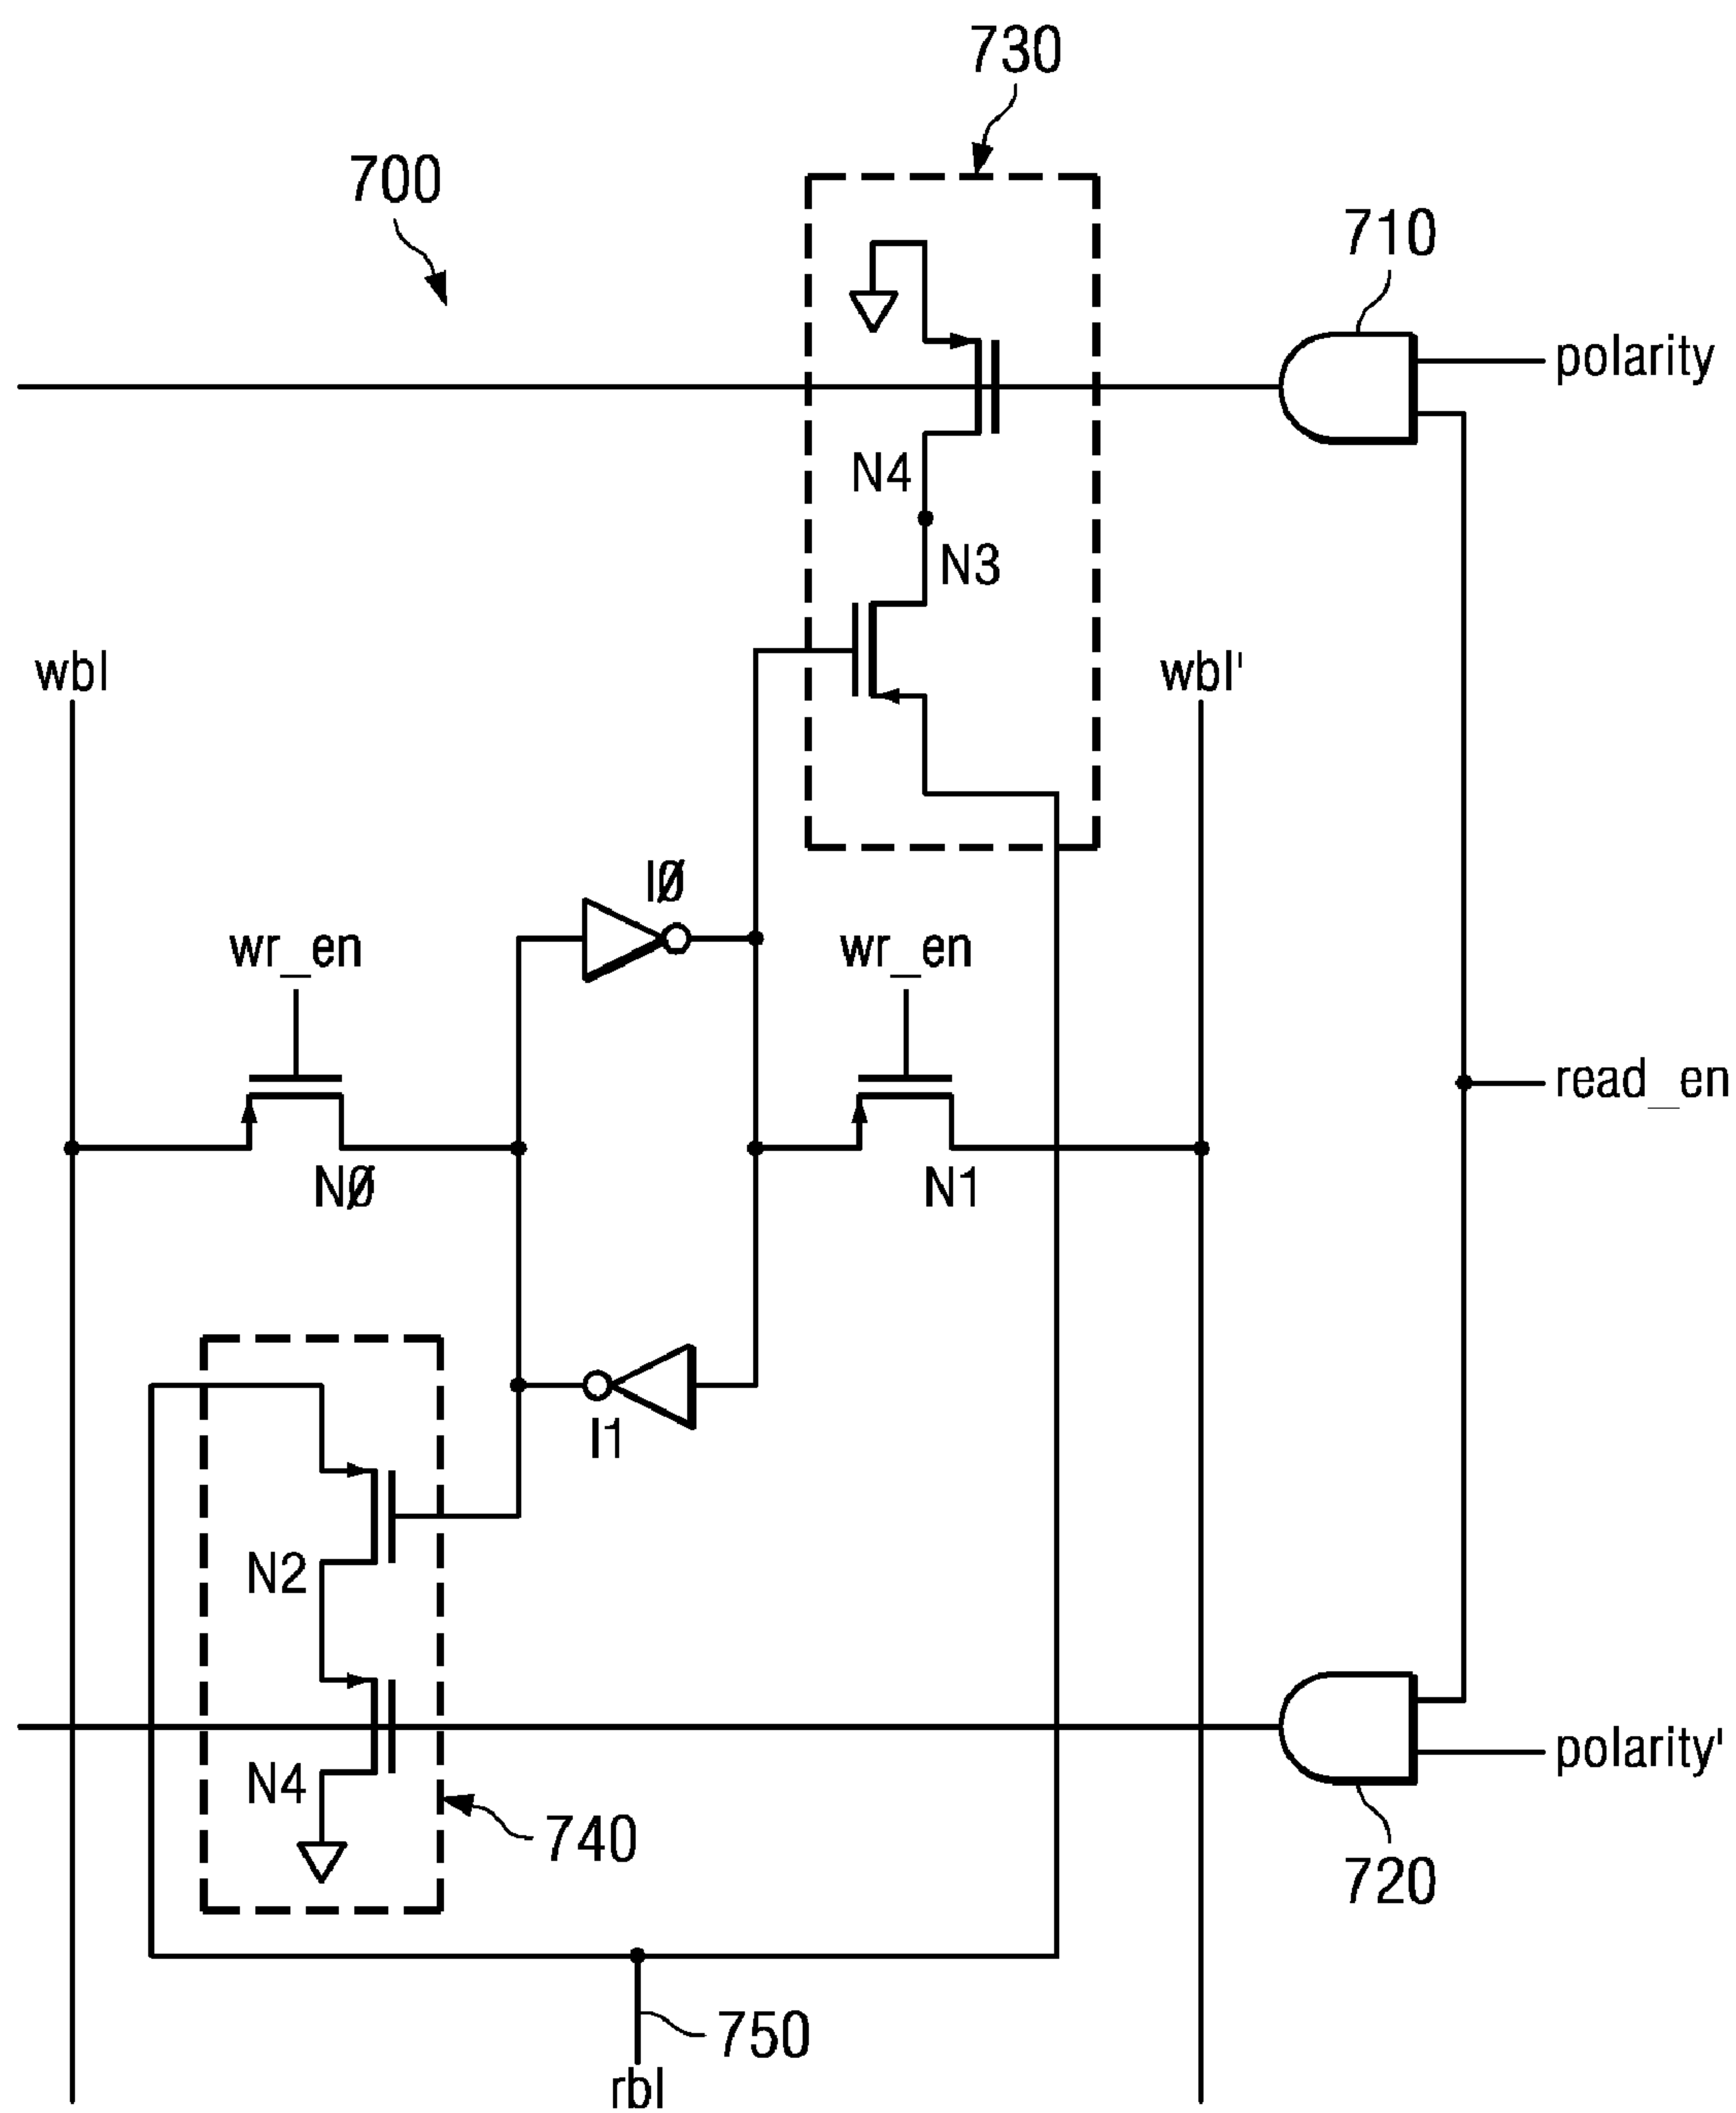 730
700
710
polarity
N4
N3
wbl
wbl'
IØ
wr_en
wr_en
read_en
NØ
N1
I1
N2
polarity'
N4
740
720
750
rbl